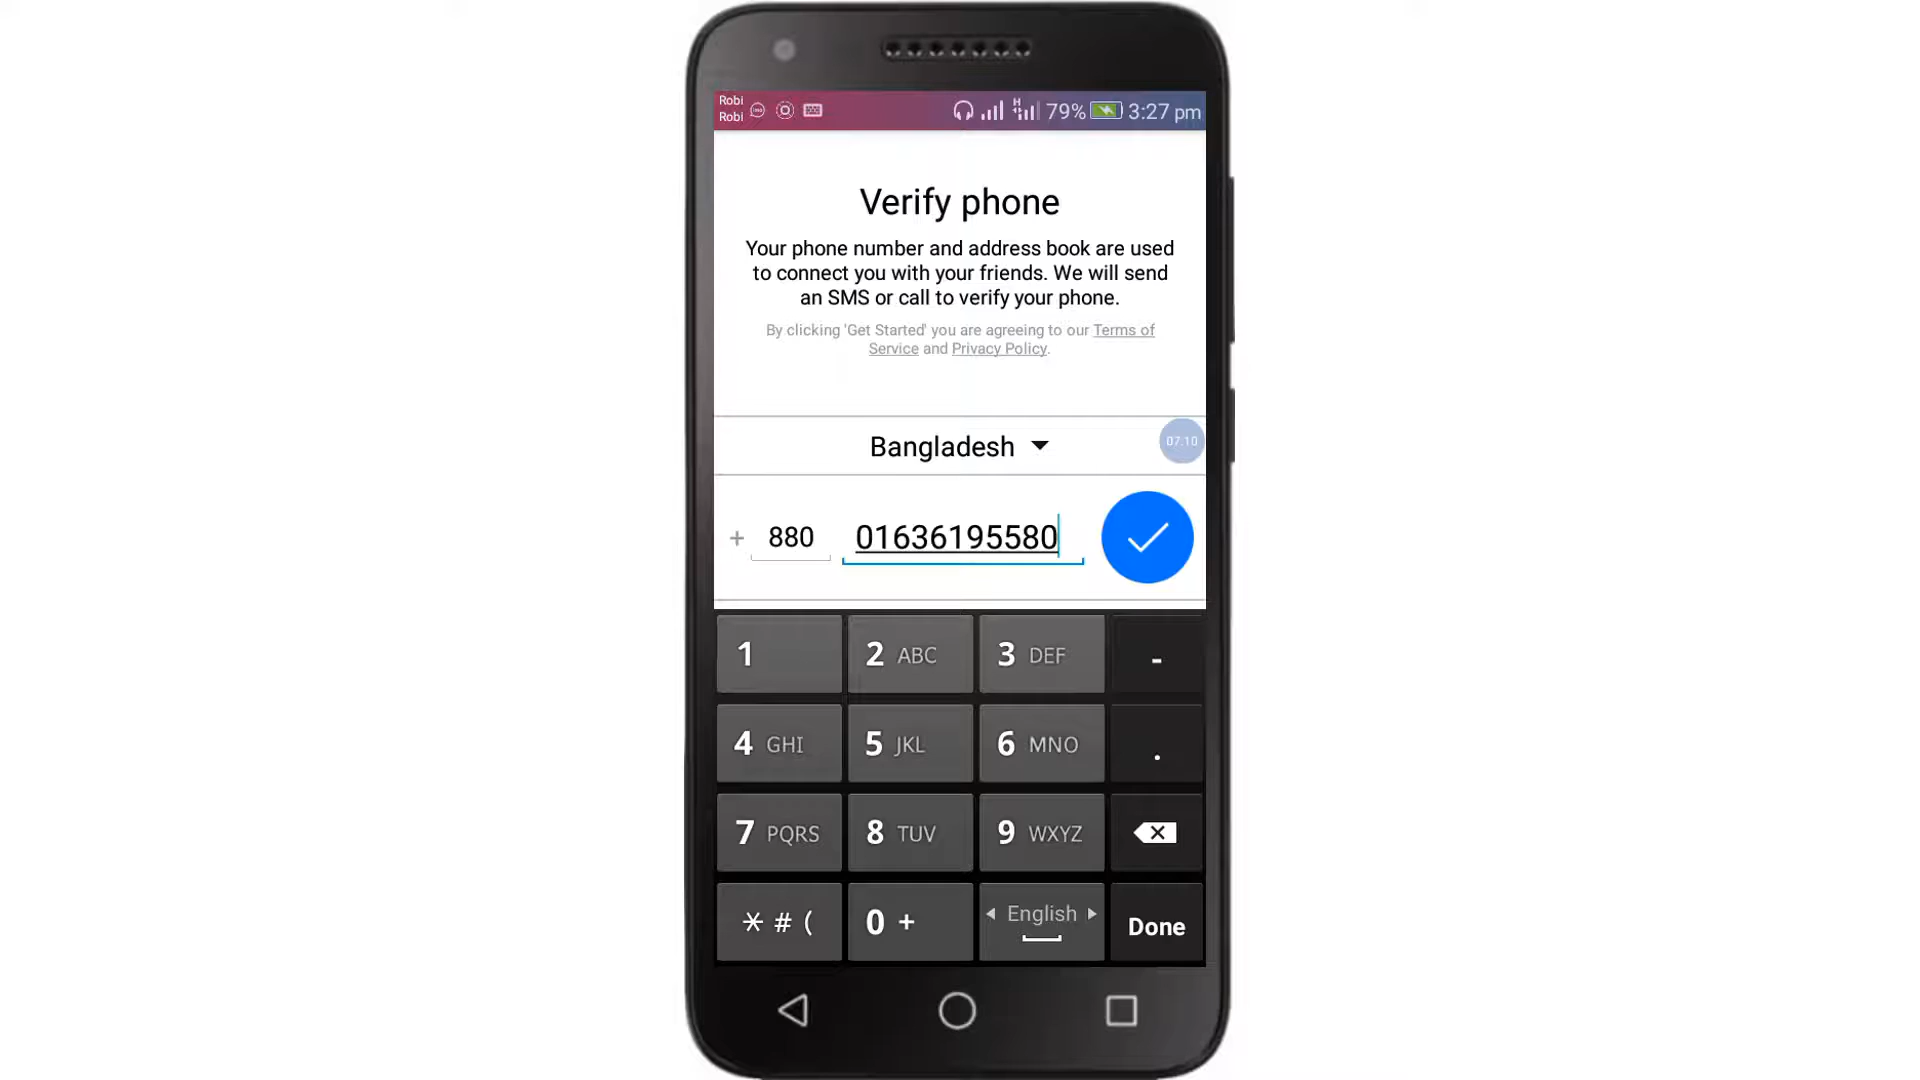 Robi
Robi
79% 3:27 pm
Verify phone
Your phone number and address book are used
to connect you with your friends. We will send
an SMS or call to verify your phone.
By clicking 'Get Started' you are agreeing to our Terms of
Service and Privacy Policy.
Bangladesh
07:10
+ 880 01636195580
1 2 ABC 3 DEF -
4 GHI 5 JKL 6 MNO .
7 PQRS 8 TUV 9 WXYZ
* # ( 0 + English Done